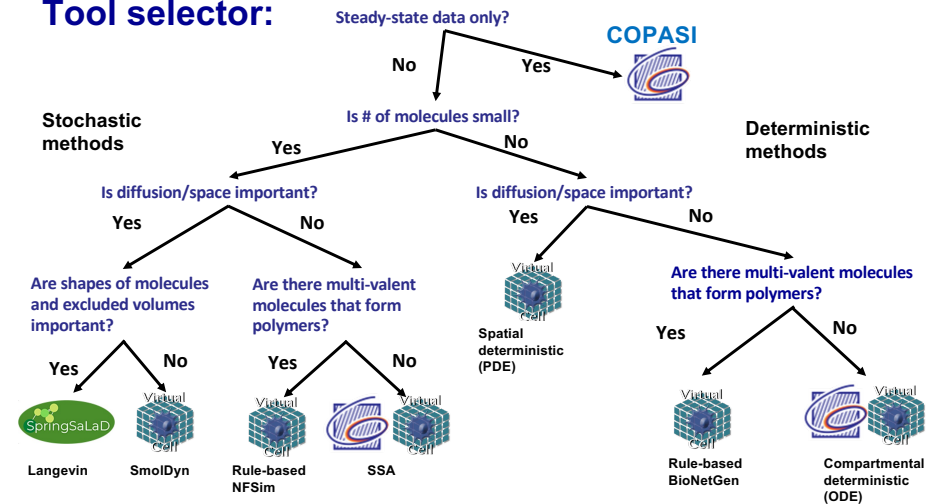 Tool selector:
Steady-state data only?
COPASI
No
Yes
Stochastic
methods
Is # of molecules small?
Deterministic
methods
Yes
No
Is diffusion/space important?
Is diffusion/space important?
Yes
No
Yes
No
Are shapes of molecules
and excluded volumes
important?
Are there multi-valent
molecules that form
polymers?
Virtual
Cell
Spatial
deterministic
(PDE)
Are there multi-valent molecules
that form polymers?
Yes
No
Yes
No
Yes
No
SpringSaLaD
Virtual
Cell
Virtual
Cell
Virtual
Cell
Virtual
Cell
Virtual
Cell
Langevin
SmolDyn
Rule-based
NFSim
SSA
Rule-based
BioNetGen
Compartmental
deterministic
(ODE)